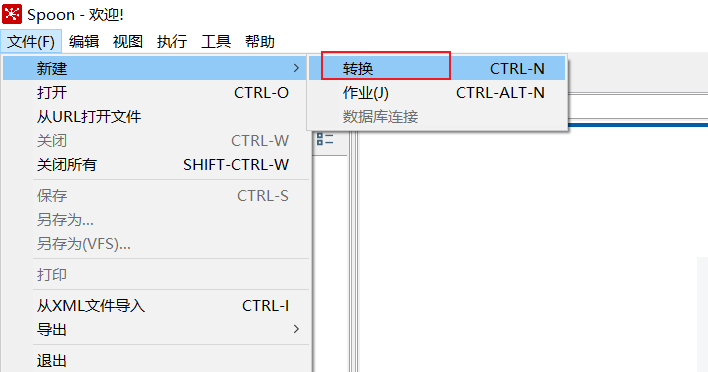 Spoon - 欢迎!
文件(F) 编辑 视图 执行 工具 帮助
新建
转换 CTRL-N
打开 CTRL-O
作业(J) CTRL-ALT-N
从URL打开文件
数据库连接
关闭 CTRL-W
关闭所有 SHIFT-CTRL-W
保存 CTRL-S
另存为...
另存为(VFS)...
打印
从XML文件导入 CTRL-I
导出
退出